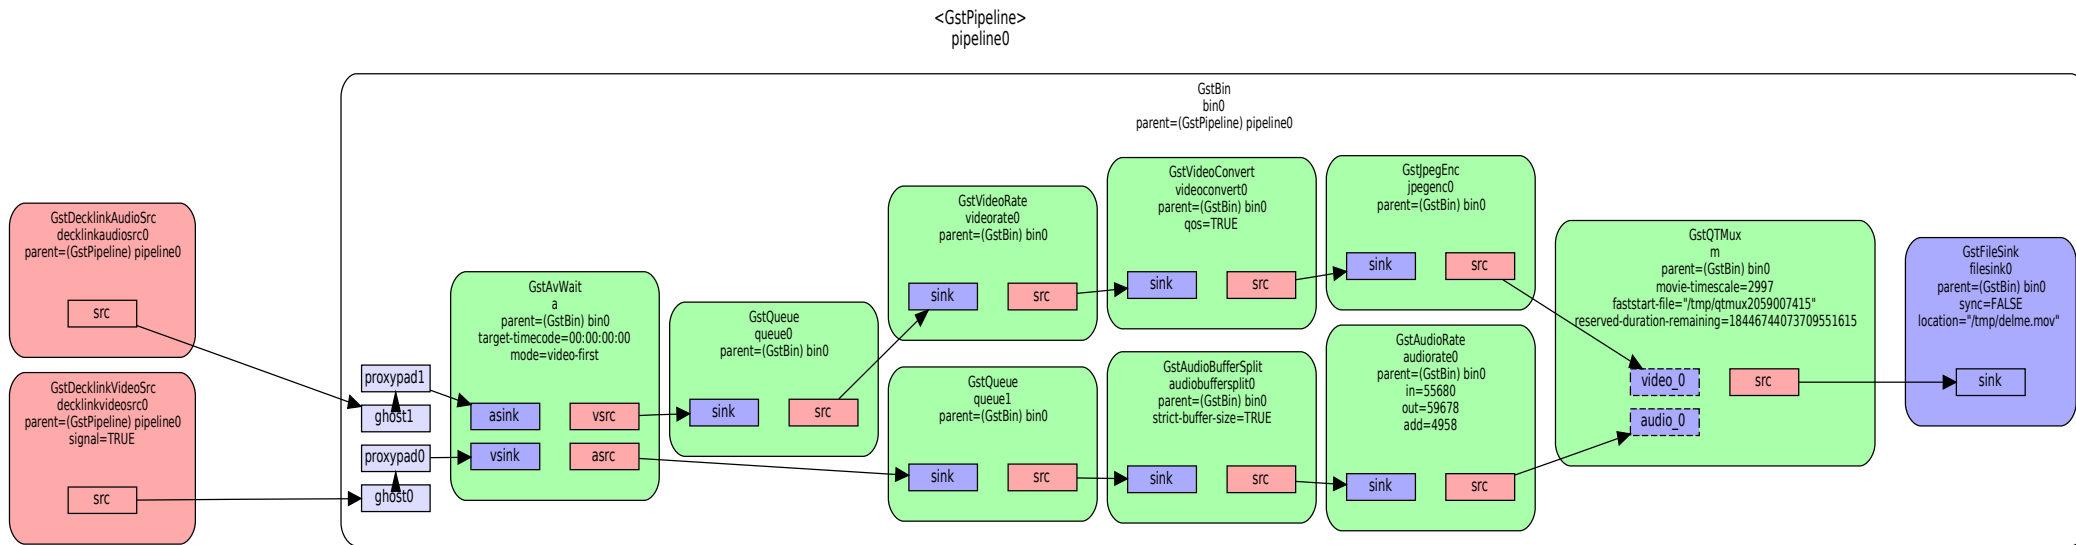 <GstPipeline>
pipeline0
GstBin
bin0
parent=(GstPipeline) pipeline0
GstDecklinkAudioSrc
decklinkaudiosrc0
parent=(GstPipeline) pipeline0
src
GstDecklinkVideoSrc
decklinkvideosrc0
parent=(GstPipeline) pipeline0
signal=TRUE
src
proxypad1
ghost1
proxypad0
ghost0
GstAvWait
a
parent=(GstBin) bin0
target-timecode=00:00:00:00
mode=video-first
asink
vsrc
vsink
asrc
GstQueue
queue0
parent=(GstBin) bin0
sink
src
GstVideoRate
videorate0
parent=(GstBin) bin0
sink
src
GstQueue
queue1
parent=(GstBin) bin0
sink
src
GstVideoConvert
videoconvert0
parent=(GstBin) bin0
qos=TRUE
sink
src
GstAudioBufferSplit
audiobuffersplit0
parent=(GstBin) bin0
strict-buffer-size=TRUE
sink
src
GstJpegEnc
jpegenc0
parent=(GstBin) bin0
sink
src
GstAudioRate
audiorate0
parent=(GstBin) bin0
in=55680
out=59678
add=4958
sink
src
GstQTMux
m
parent=(GstBin) bin0
movie-timescale=2997
faststart-file="/tmp/qtmux2059007415"
reserved-duration-remaining=18446744073709551615
video_0
src
audio_0
GstFileSink
filesink0
parent=(GstBin) bin0
sync=FALSE
location="/tmp/delme.mov"
sink